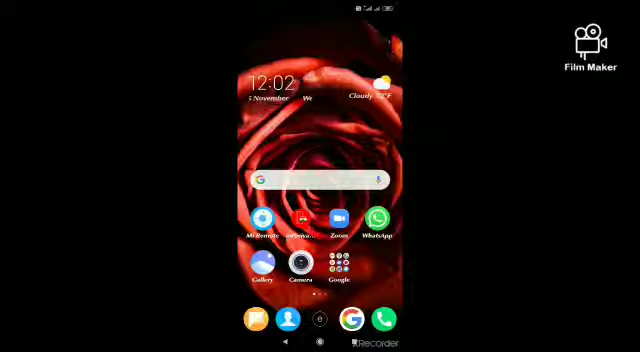 12:02
November We
Cloudy
Film Maker
Mi Remote
Zoom
WhatsApp
Gallery
Camera
Google
Recorder